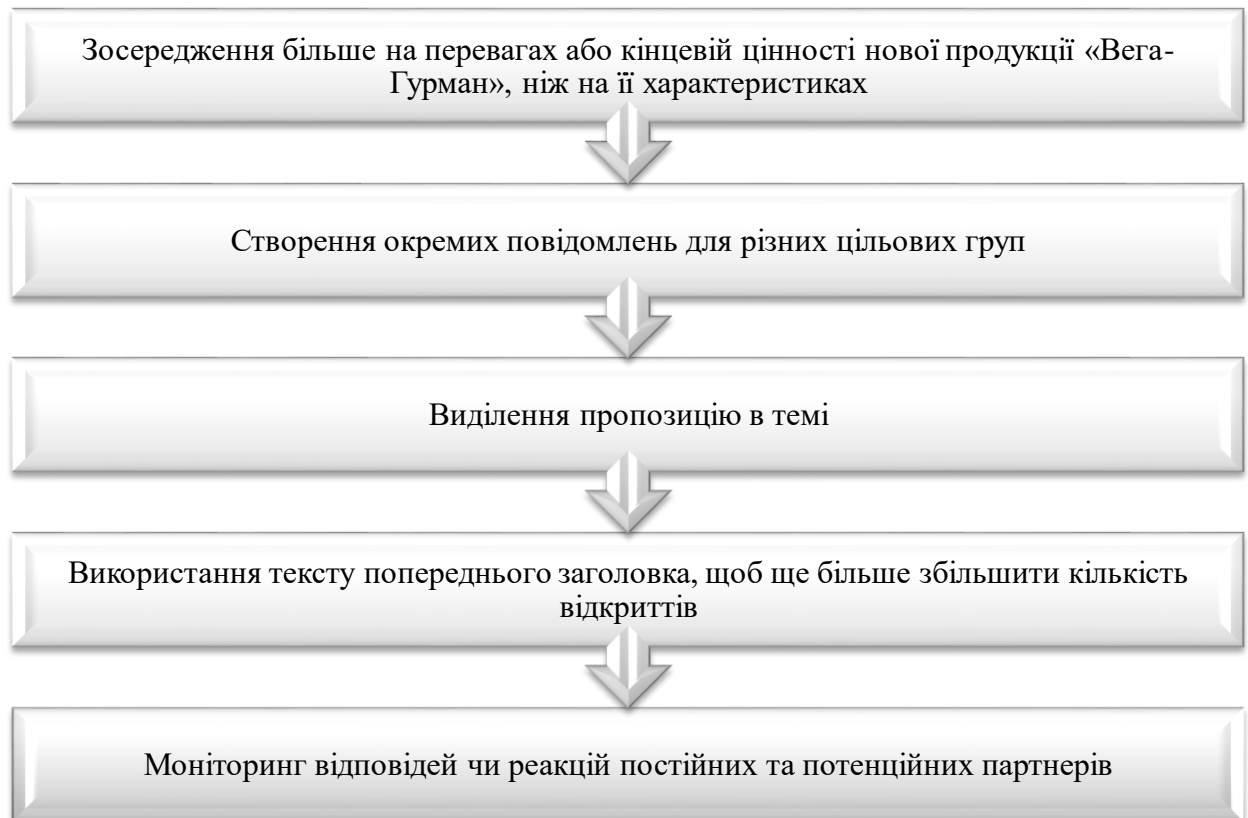 Зосередження більше на перевагах або кінцевій цінності нової продукції «Вега-
Гурман», ніж на її характеристиках
Створення окремих повідомлень для різних цільових груп
Виділення пропозицію в темі
Використання тексту попереднього заголовка, щоб ще більше збільшити кількість
відкриттів
Моніторинг відповідей чи реакцій постійних та потенційних партнерів